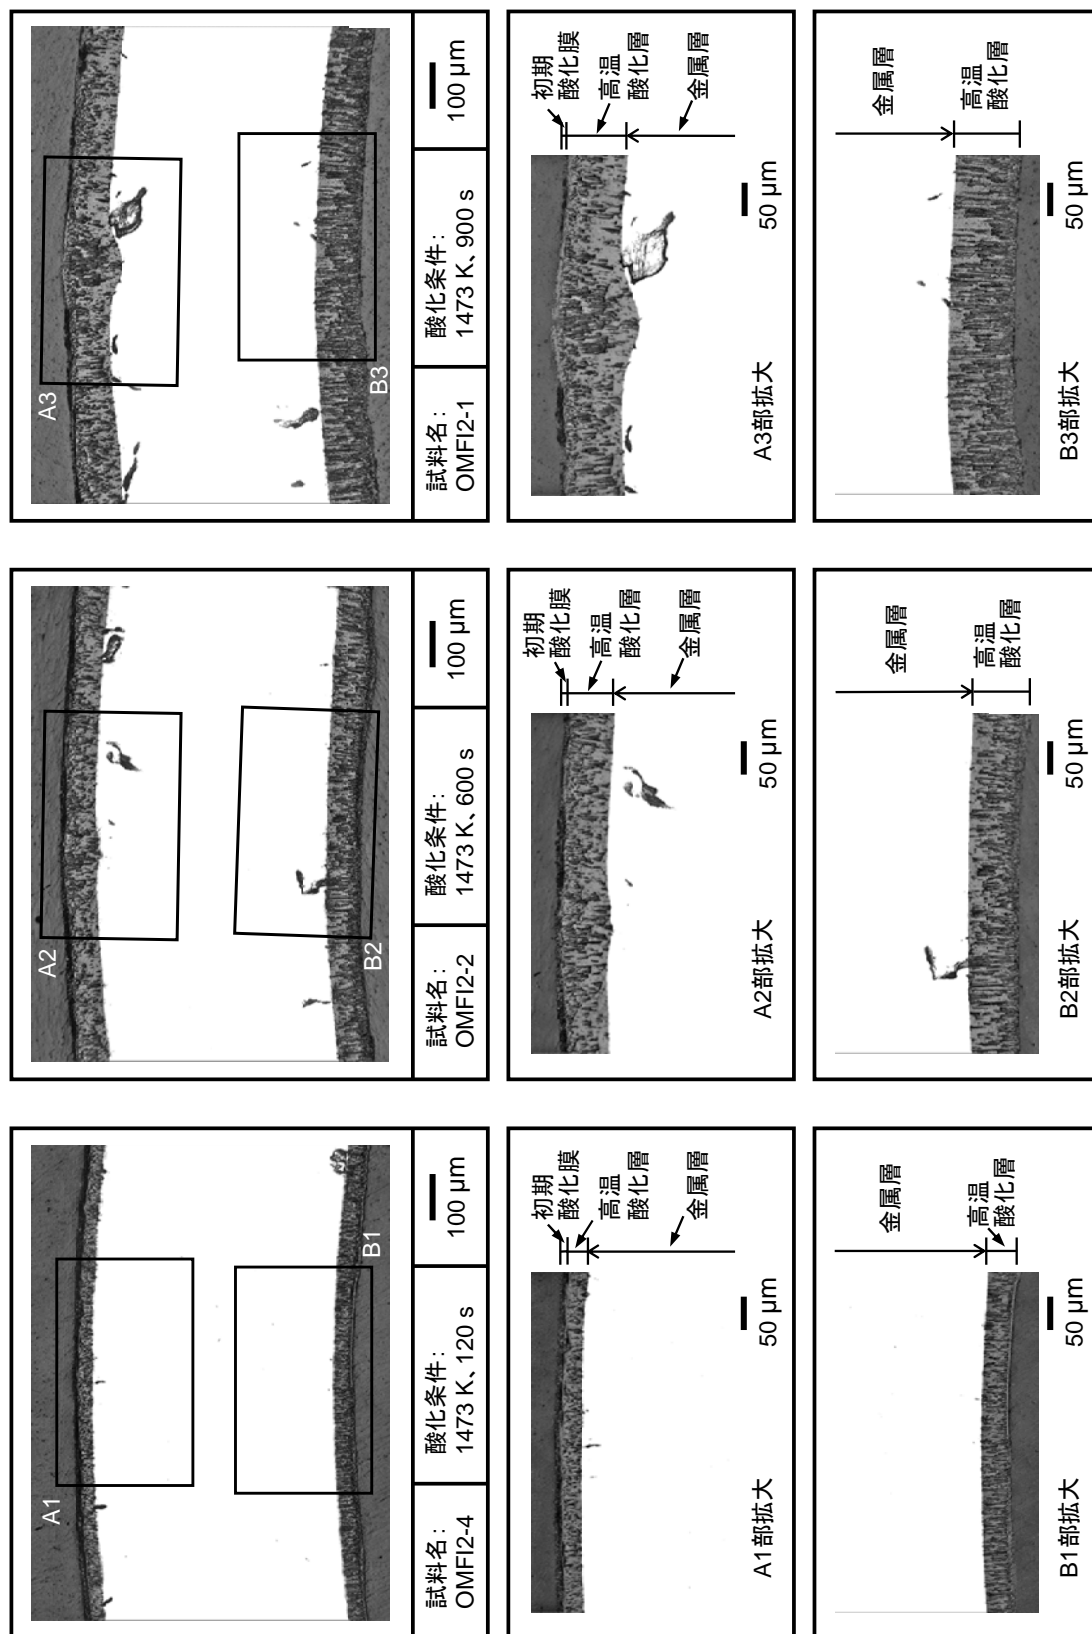 A1
B1
試料名：
OMFI2-4
酸化条件：
1473 K、120 s
100 μm
A2
B2
試料名：
OMFI2-2
酸化条件：
1473 K、600 s
100 μm
A3
B3
試料名：
OMFI2-1
酸化条件：
1473 K、900 s
100 μm
初期
酸化膜
高温
酸化層
金属層
A1部拡大
50 μm
初期
酸化膜
高温
酸化層
金属層
A2部拡大
50 μm
初期
酸化膜
高温
酸化層
金属層
A3部拡大
50 μm
金属層
高温
酸化層
B1部拡大
50 μm
金属層
高温
酸化層
B2部拡大
50 μm
金属層
高温
酸化層
B3部拡大
50 μm